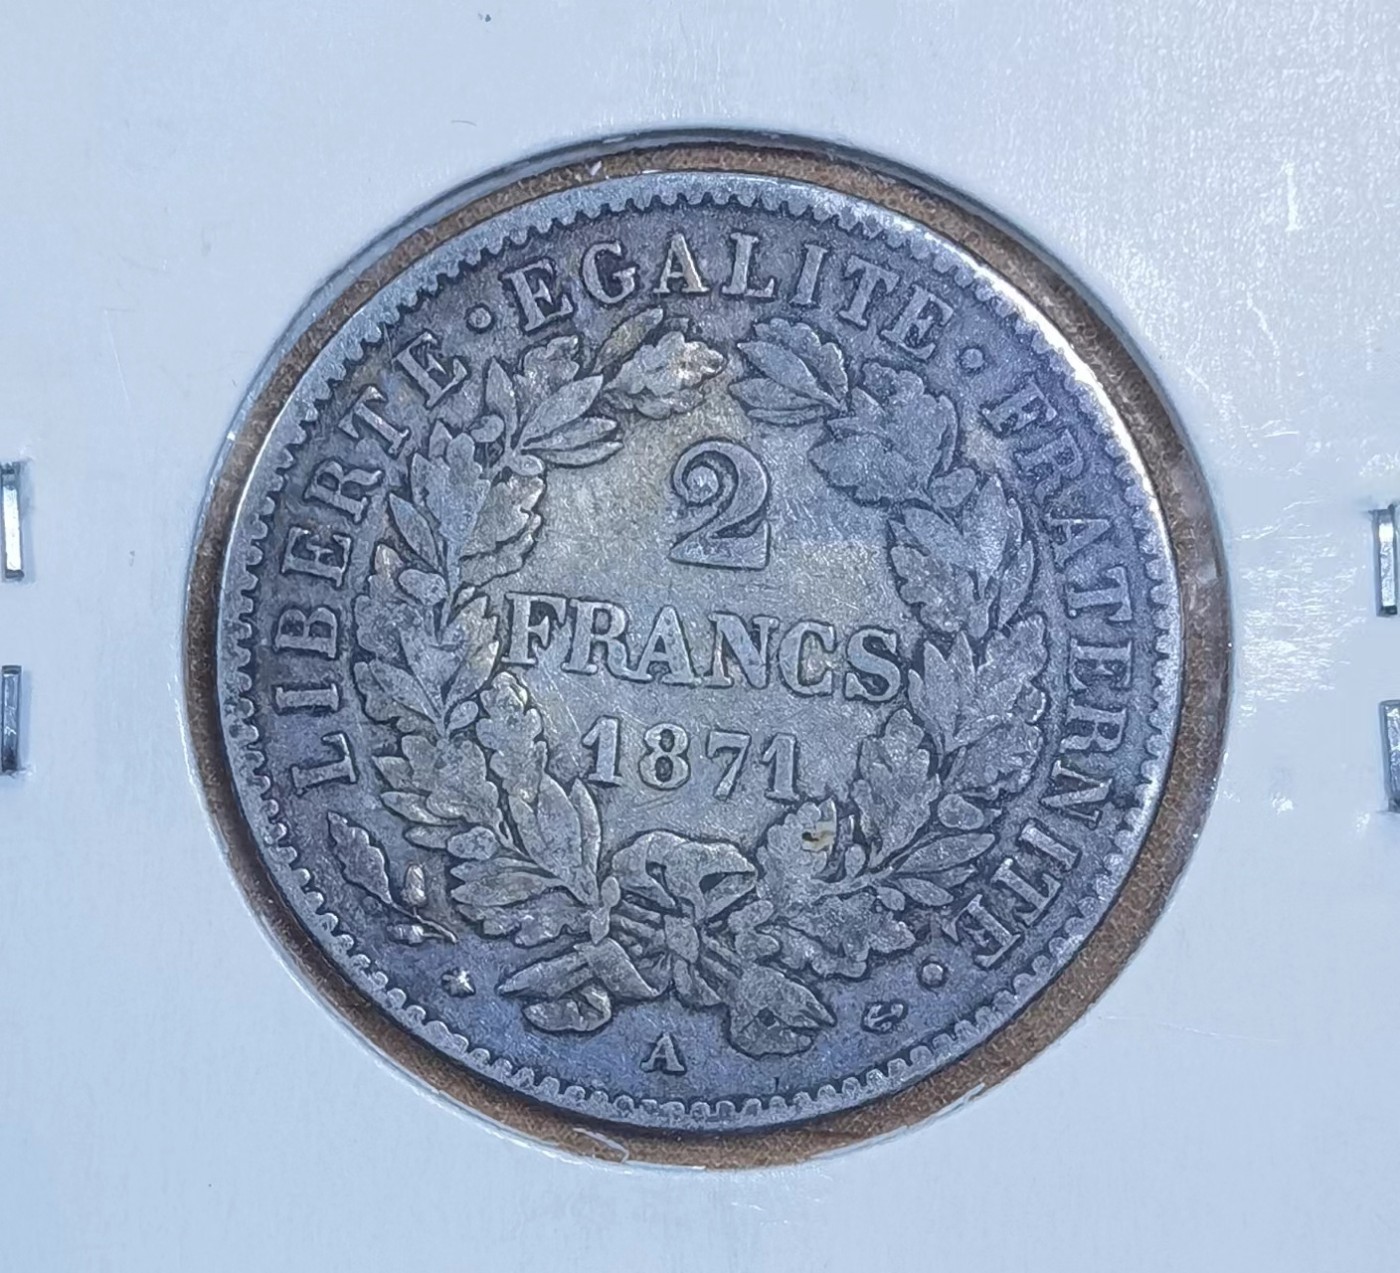 LIBERTE · EGALITE · FRATERNITE
2
FRANCS
1871
A